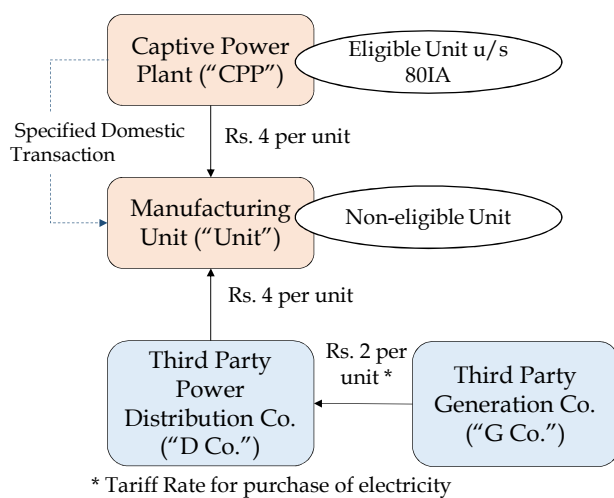 Captive Power
Plant (“CPP”)
Eligible Unit u/s
80IA
Specified Domestic
Transaction
Rs. 4 per unit
Manufacturing
Unit (“Unit”)
Non-eligible Unit
Rs. 4 per unit
Third Party
Power
Distribution Co.
(“D Co.”)
Rs. 2 per
unit *
Third Party
Generation Co.
(“G Co.”)
* Tariff Rate for purchase of electricity